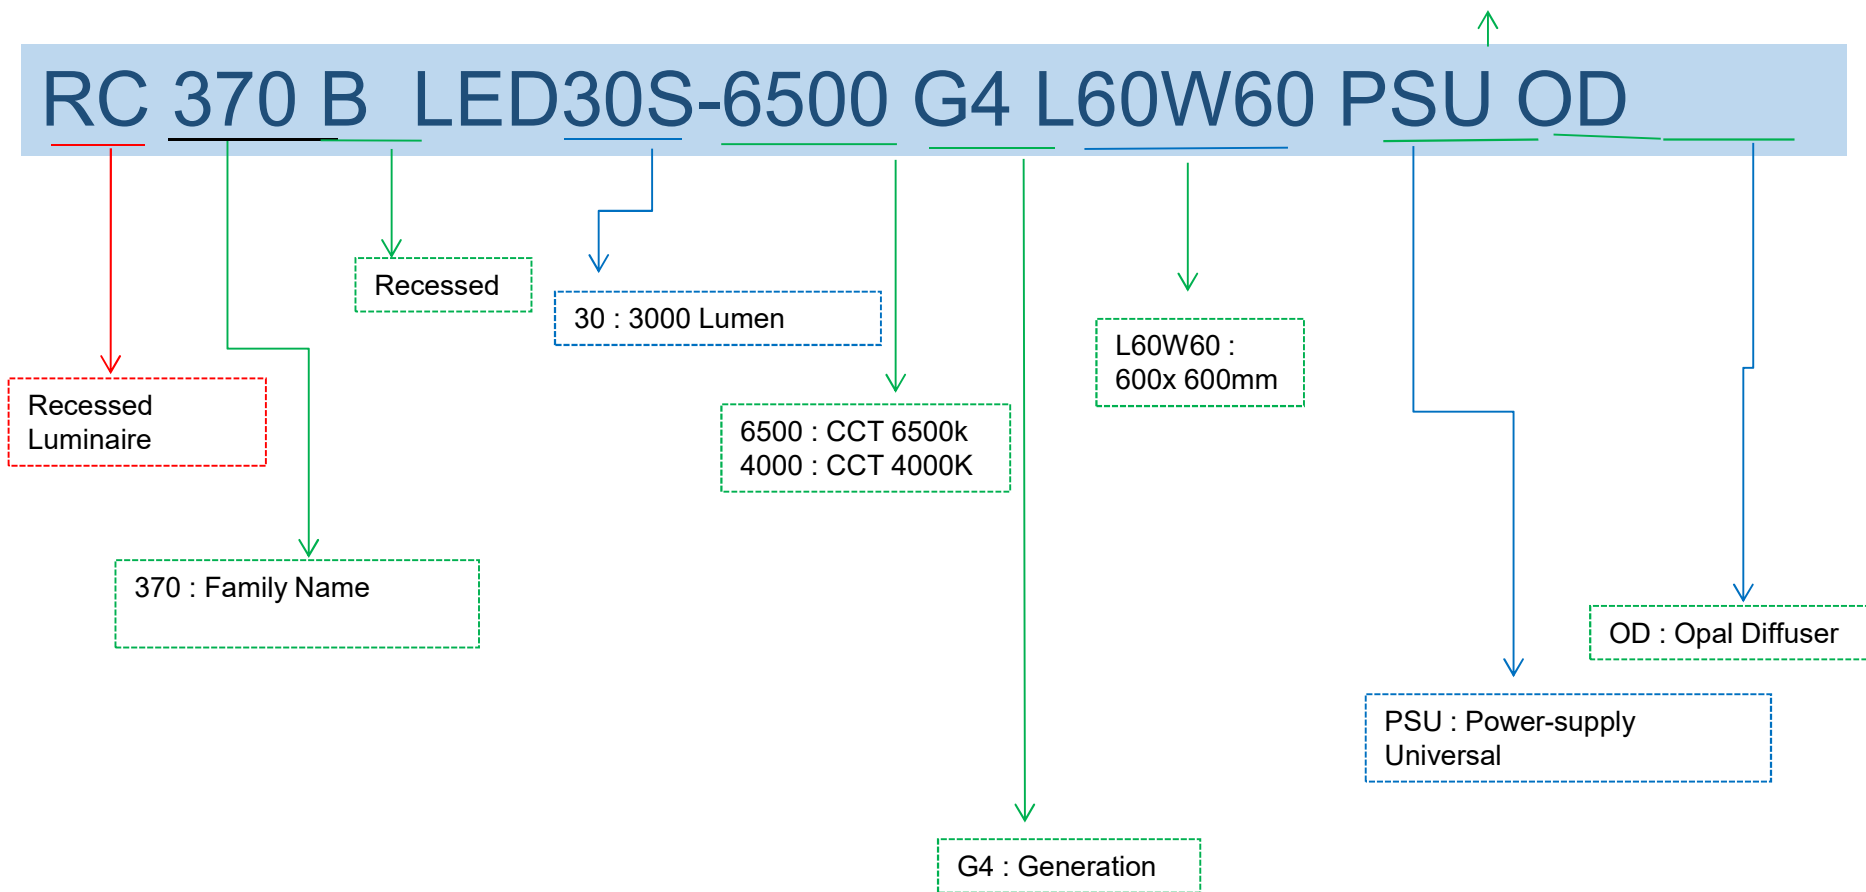 RC 370 B LED30S-6500 G4 L60W60 PSU OD
Recessed
30 : 3000 Lumen
L60W60 :
600x 600mm
Recessed
Luminaire
6500 : CCT 6500k
4000 : CCT 4000K
370 : Family Name
OD : Opal Diffuser
PSU : Power-supply
Universal
G4 : Generation